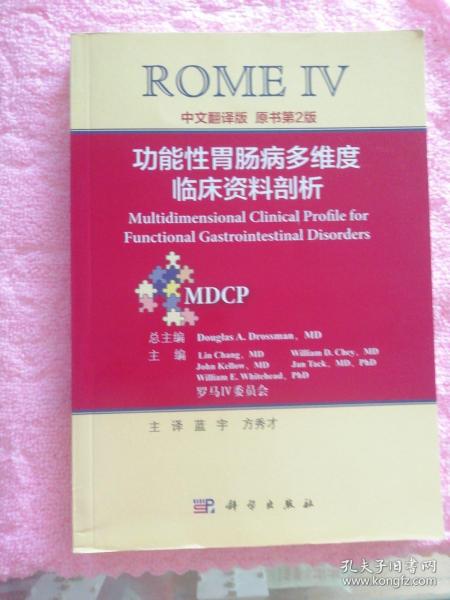 ROME IV
中文翻译版 原书第2版
功能性胃肠病多维度
临床资料剖析
Multidimensional Clinical Profile for
Functional Gastrointestinal Disorders
MDCP
总主编 Douglas A. Drossman, MD
主 编 Lin Chang, MD William D. Chey, MD
John Kellow, MD Jan Tack, MD, PhD
William E. Whitehead, PhD
罗马IV委员会
主 译 蓝 宇 方秀才
科学出版社
孔夫子旧书网
www.kongfz.com